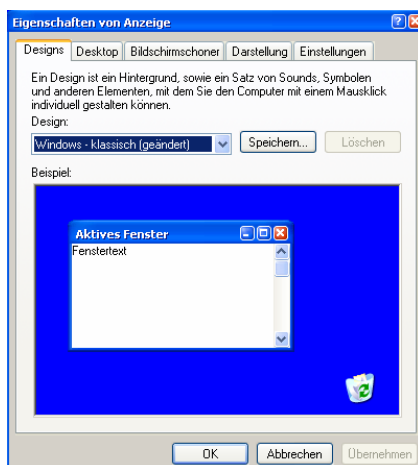 Eigenschaften von Anzeige
Designs Desktop Bildschirmschoner Darstellung Einstellungen
Ein Design ist ein Hintergrund, sowie ein Satz von Sounds, Symbolen
und anderen Elementen, mit dem Sie den Computer mit einem Mausklick
individuell gestalten können.
Design:
Windows - klassisch (geändert) Speichern... Löschen
Beispiel:
Aktives Fenster
Fenstertext
OK Abbrechen Übernehmen